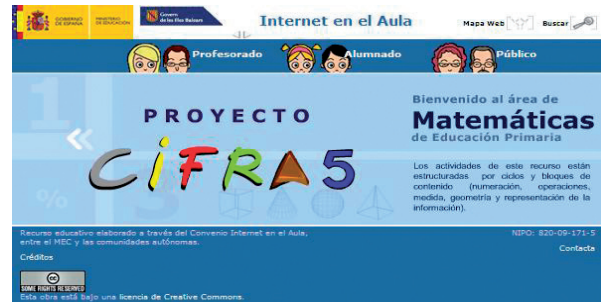 GOBIERNO DE ESPAÑA
MINISTERIO DE EDUCACIÓN
Govern de les Illes Balears
Internet en el Aula
Mapa Web
Buscar
Profesorado
Alumnado
Público
1
%
3
PROYECTO
CIFRA5
Bienvenido al área de
Matemáticas
de Educación Primaria
Las actividades de este recurso están
estructuradas por ciclos y bloques de
contenido (numeración, operaciones,
medida, geometría y representación de la
información).
Recurso educativo elaborado a través del Convenio Internet en el Aula,
entre el MEC y las comunidades autónomas.
NIPO: 820-09-171-5
Contacta
Créditos
cc
SOME RIGHTS RESERVED
Esta obra está bajo una licencia de Creative Commons.